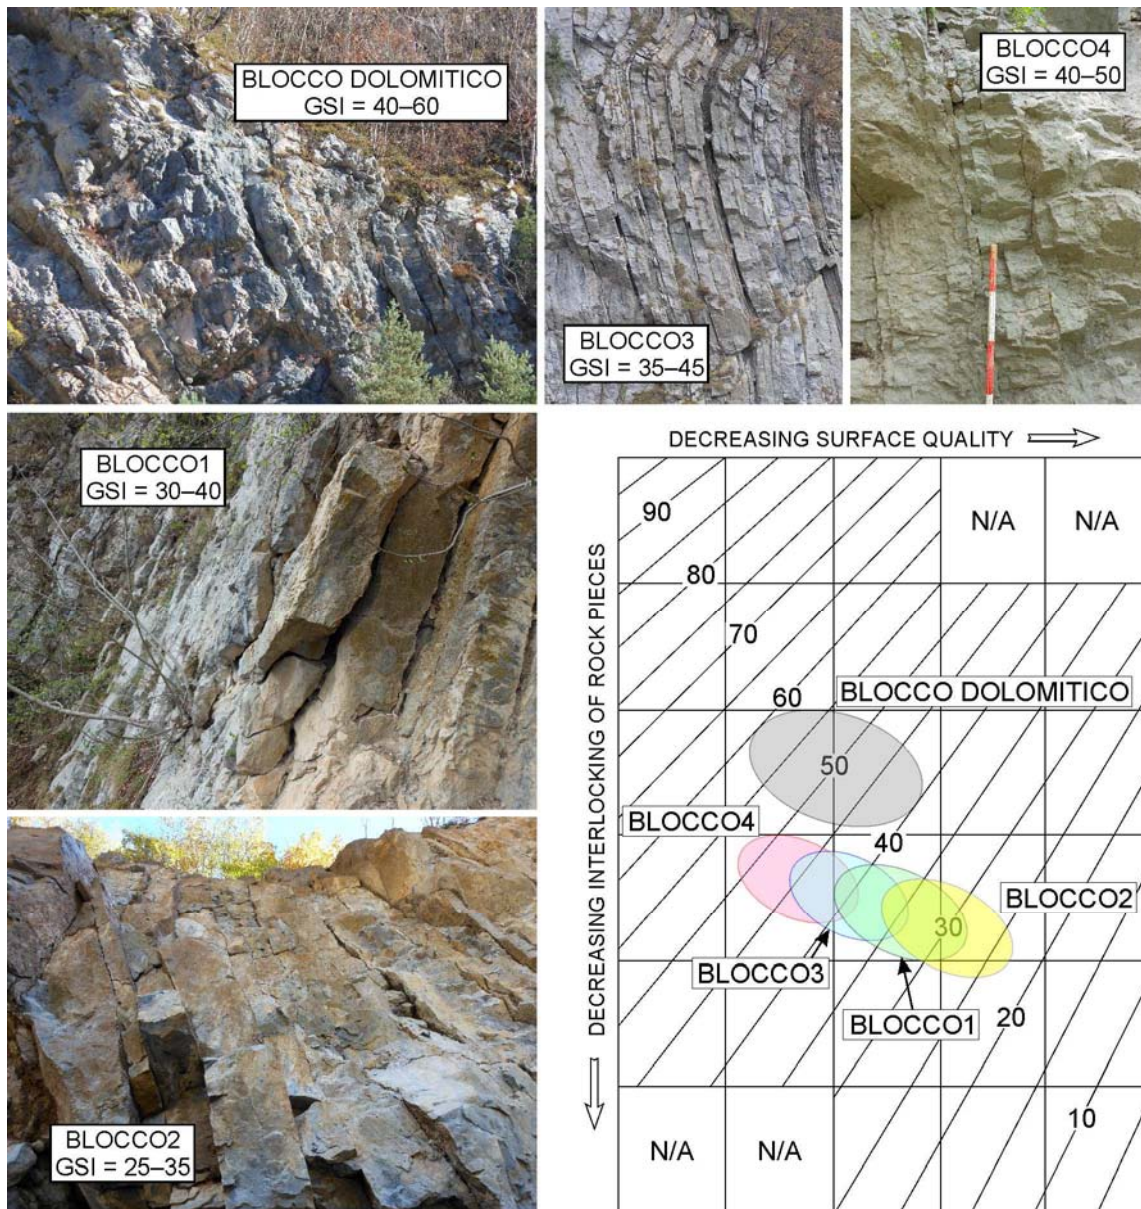 BLOCCO DOLOMITICO
GSI = 40–60
BLOCCO3
GSI = 35–45
BLOCCO4
GSI = 40–50
BLOCCO1
GSI = 30–40
BLOCCO2
GSI = 25–35
DECREASING SURFACE QUALITY
DECREASING INTERLOCKING OF ROCK PIECES
90
N/A
N/A
80
70
60
BLOCCO DOLOMITICO
50
BLOCCO4
40
BLOCCO2
30
BLOCCO3
20
BLOCCO1
10
N/A
N/A